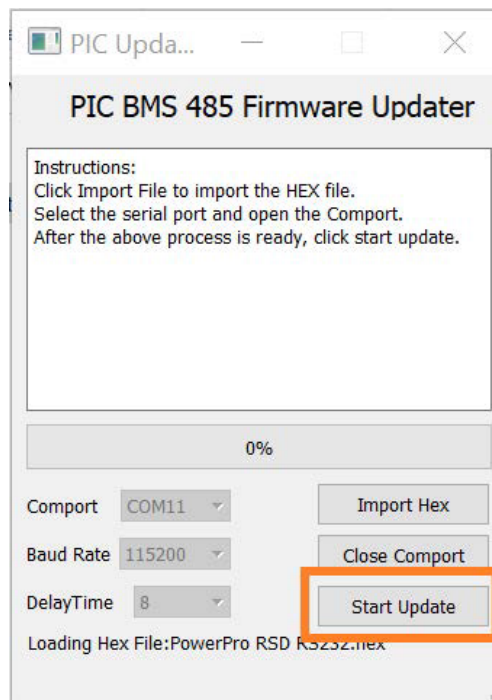 PIC Upda...
PIC BMS 485 Firmware Updater
Instructions:
Click Import File to import the HEX file.
Select the serial port and open the Comport.
After the above process is ready, click start update.
0%
Comport COM11 Import Hex
Baud Rate 115200 Close Comport
DelayTime 8 Start Update
Loading Hex File:PowerPro RSD RS232.hex